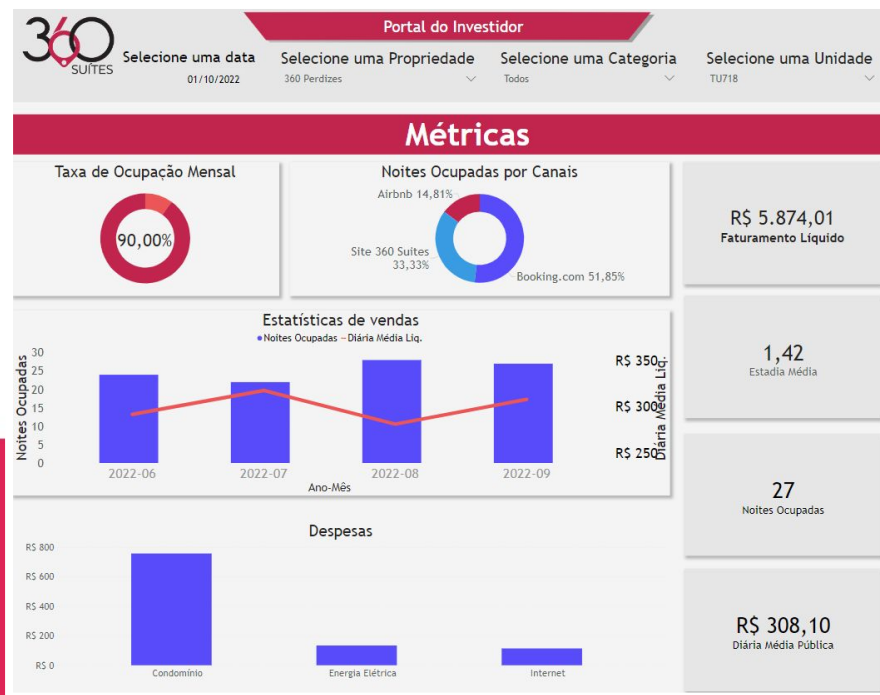 360
SUÍTES
Portal do Investidor
Selecione uma data
01/10/2022
Selecione uma Propriedade
360 Perdizes
Selecione uma Categoria
Todos
Selecione uma Unidade
TU718
Métricas
Taxa de Ocupação Mensal
90,00%
Noites Ocupadas por Canais
Airbnb 14,81%
Site 360 Suites
33,33%
Booking.com 51,85%
R$ 5.874,01
Faturamento Líquido
Estatísticas de vendas
Noites Ocupadas
Diária Média Liq.
Noites Ocupadas
30
25
20
15
10
5
0
R$ 350
R$ 300
R$ 250
Diária Média Liq.
2022-06
2022-07
2022-08
2022-09
Ano-Mês
1,42
Estadia Média
27
Noites Ocupadas
Despesas
R$ 800
R$ 600
R$ 400
R$ 200
R$ 0
Condomínio
Energia Elétrica
Internet
R$ 308,10
Diária Média Pública